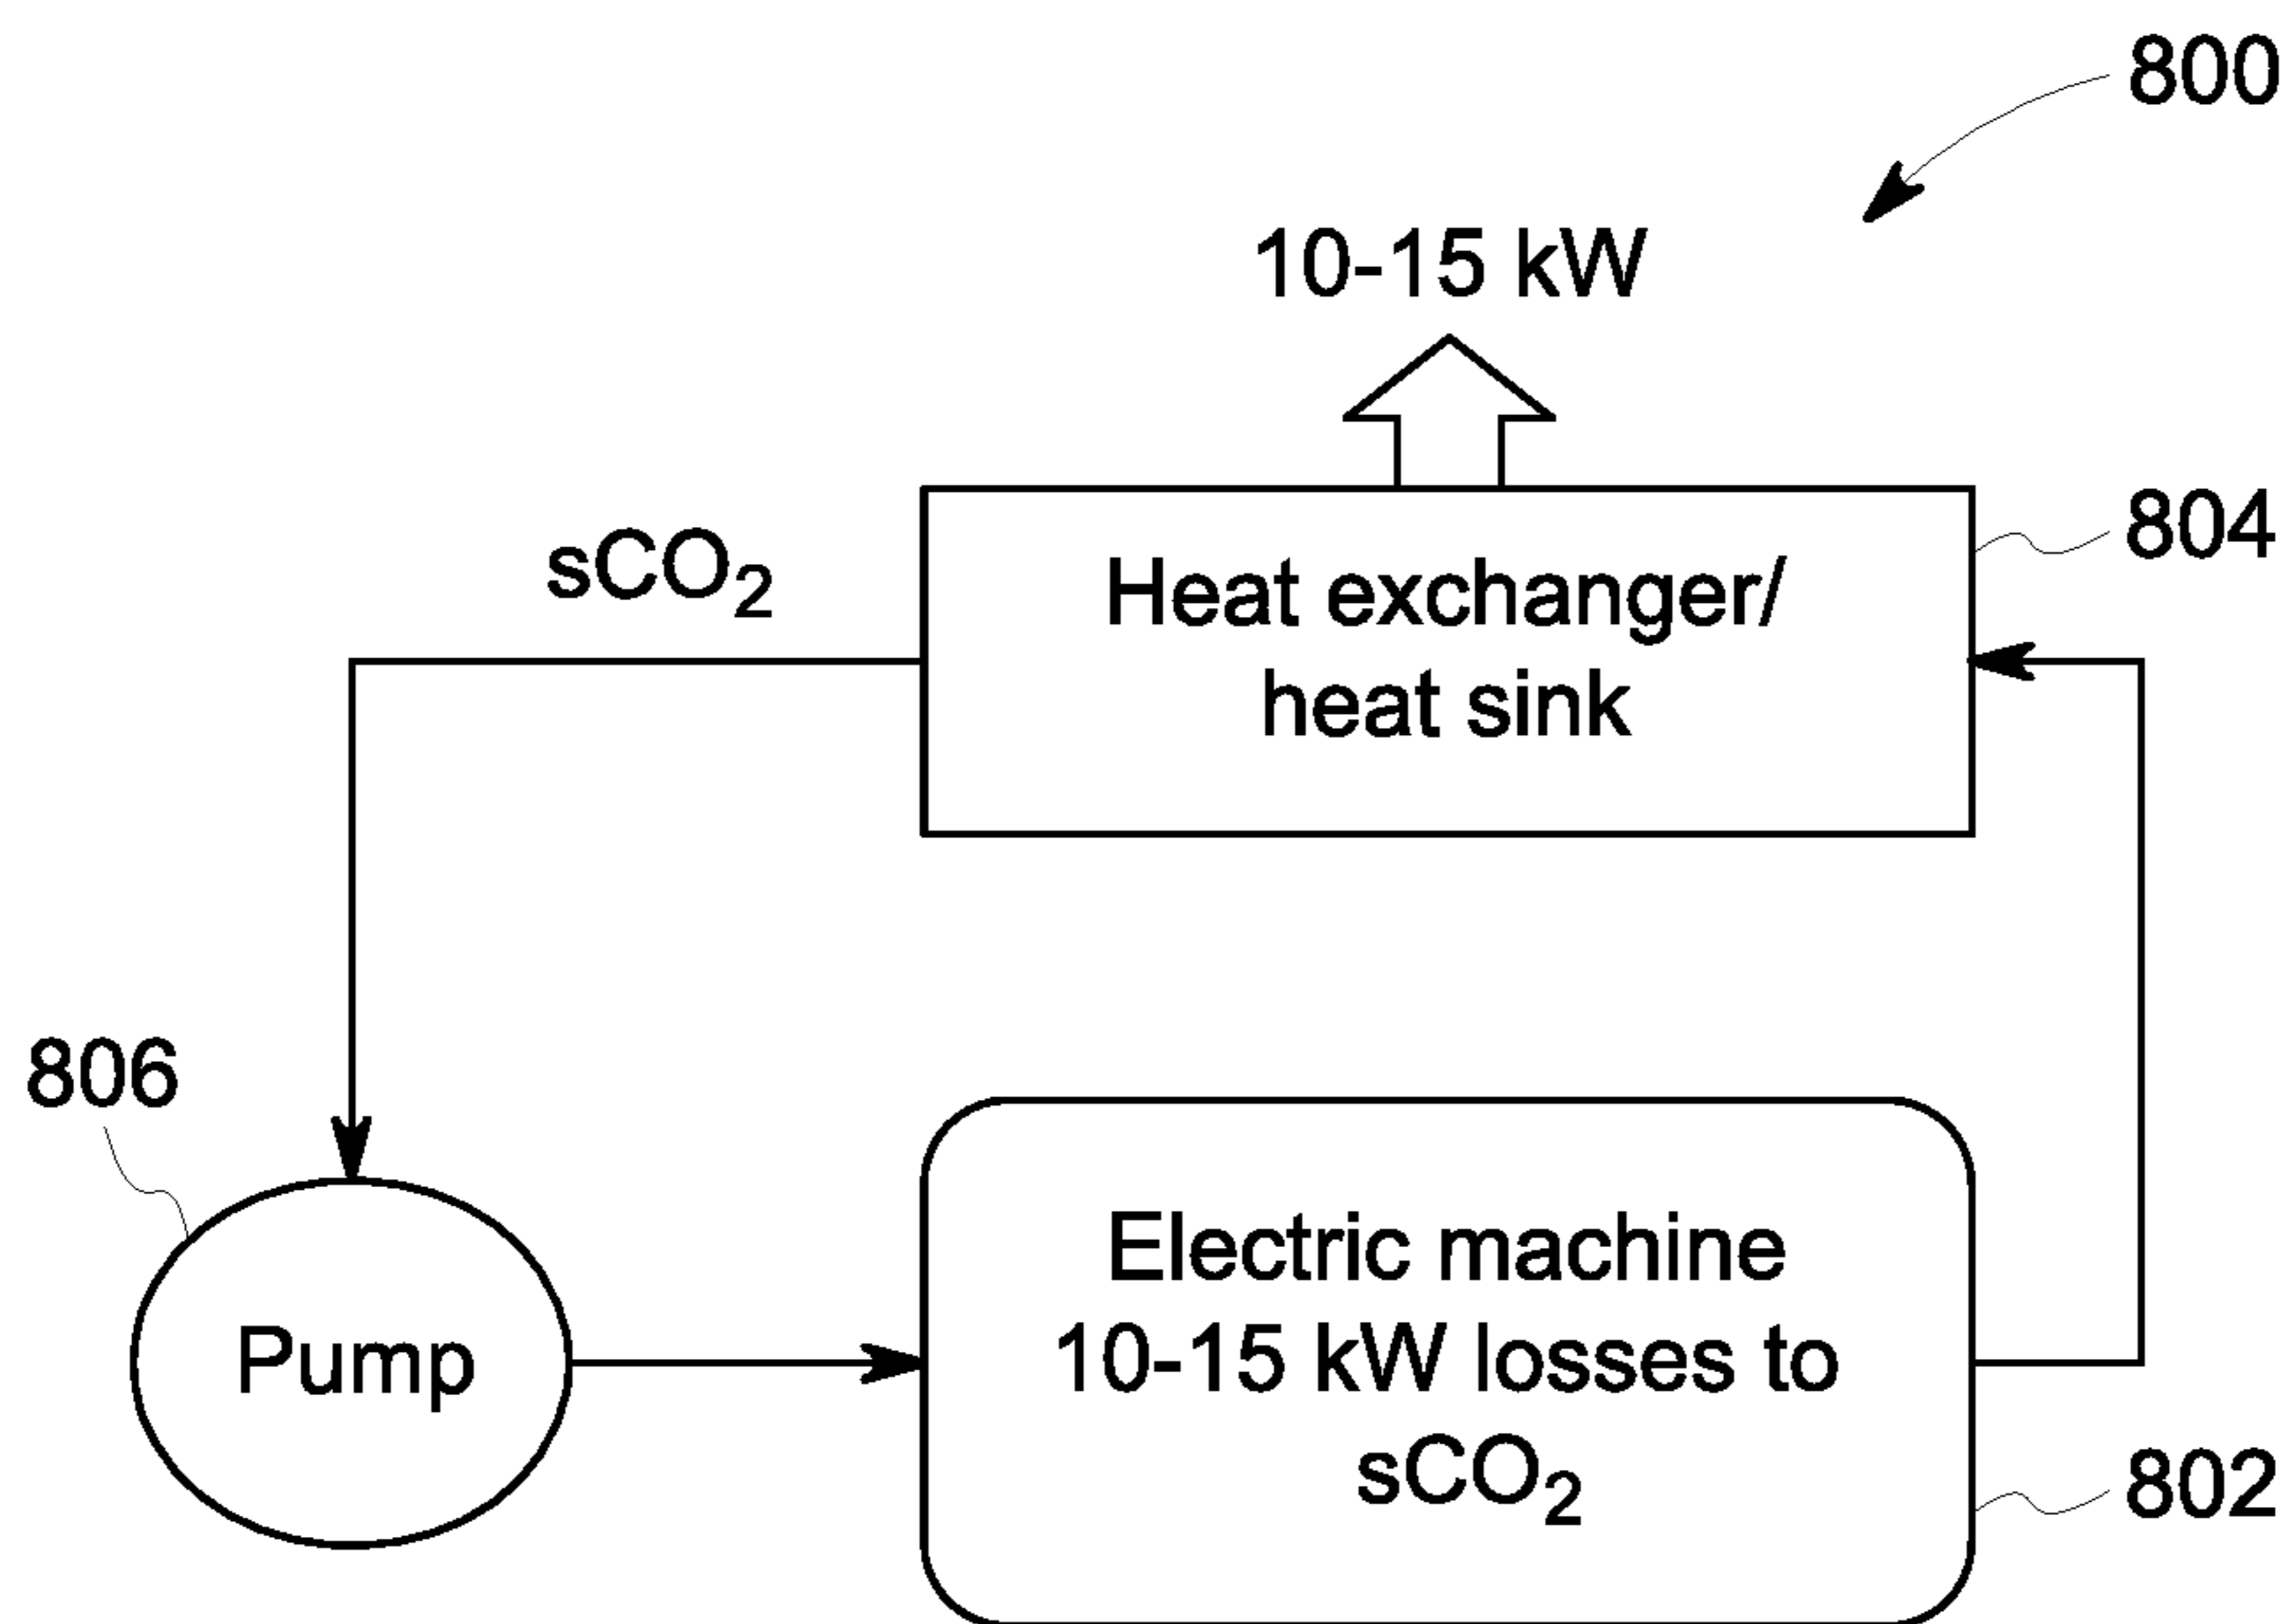 800
10-15 kW
804
sCO₂
Heat exchanger/
heat sink
806
Pump
Electric machine
10-15 kW losses to
sCO₂
802